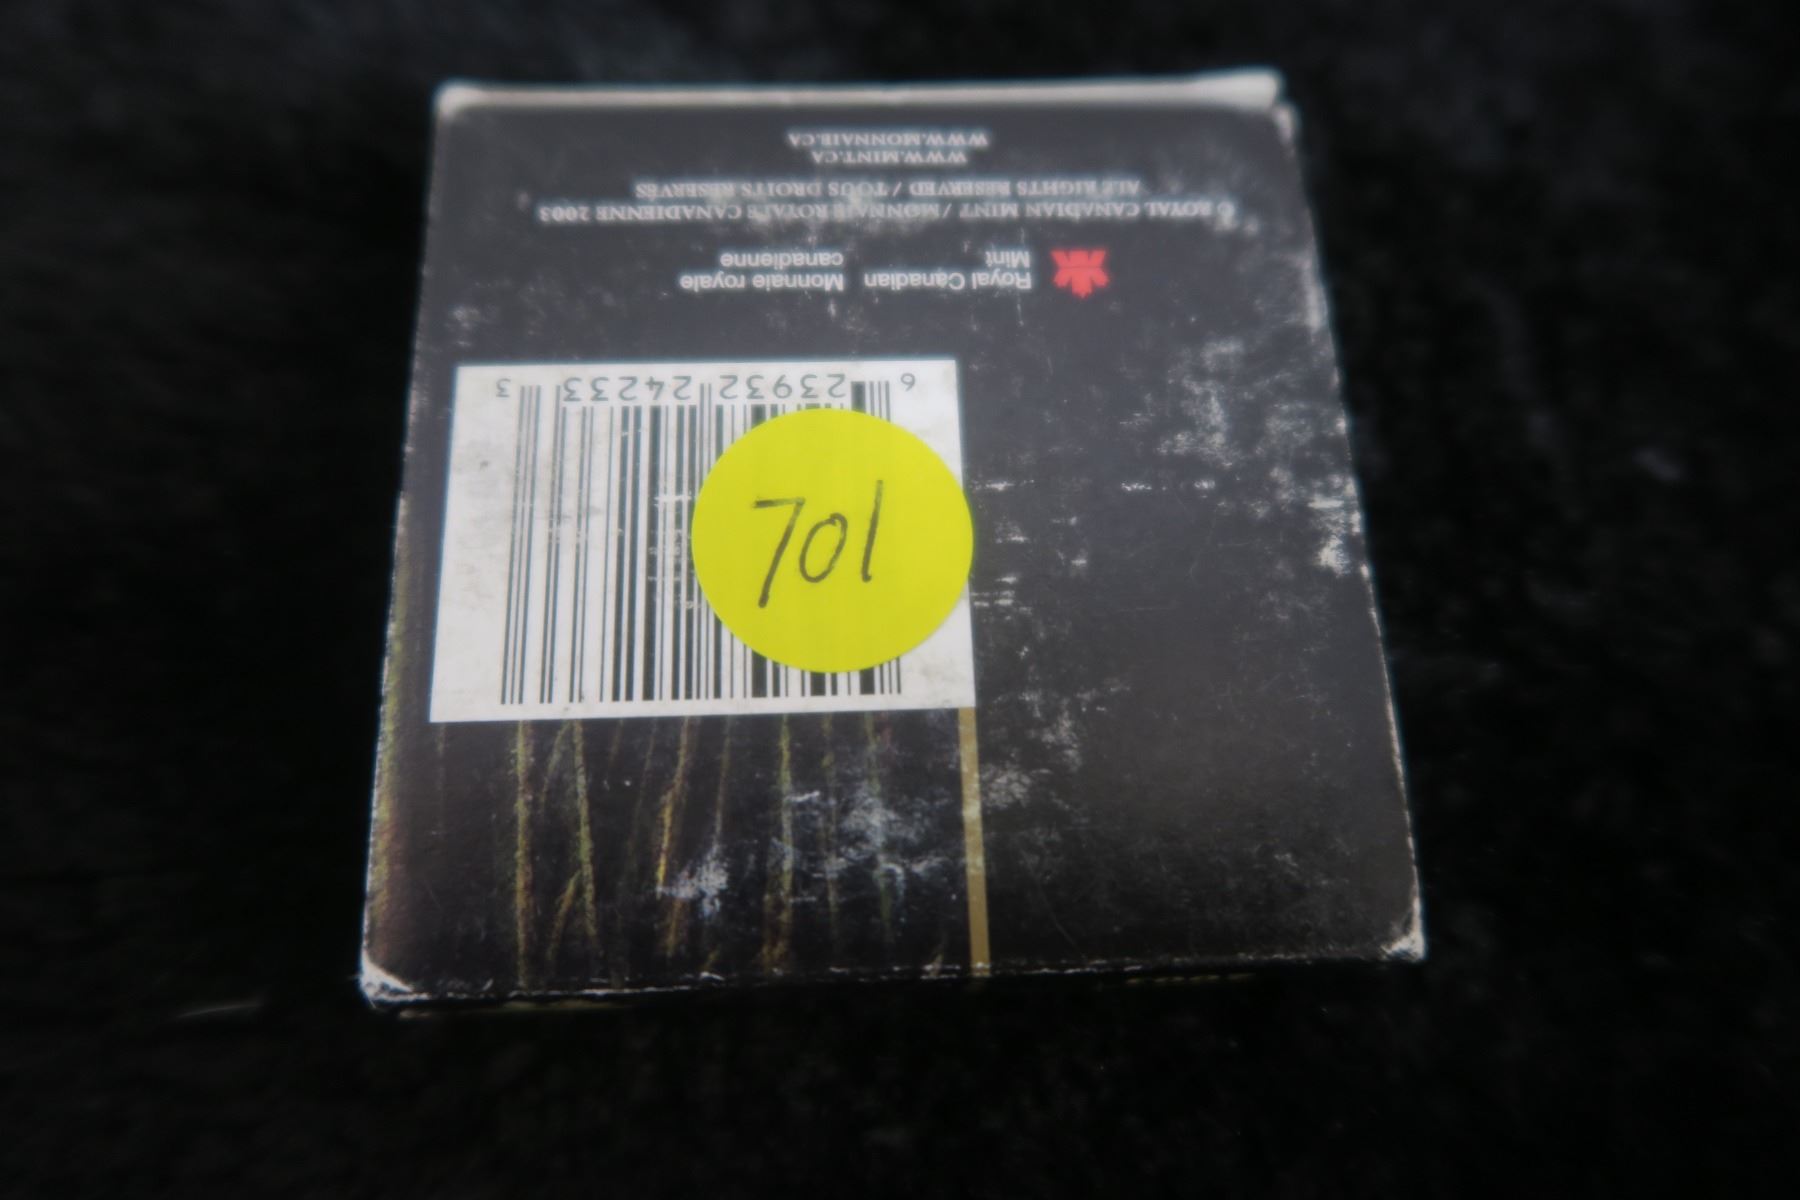 701
6 23932 24233 3
Royal Canadian Mint
Monnaie royale canadienne
© ROYAL CANADIAN MINT / MONNAIE ROYALE CANADIENNE 2003
ALL RIGHTS RESERVED / TOUS DROITS RÉSERVÉS
WWW.MINT.CA
WWW.MONNAIE.CA